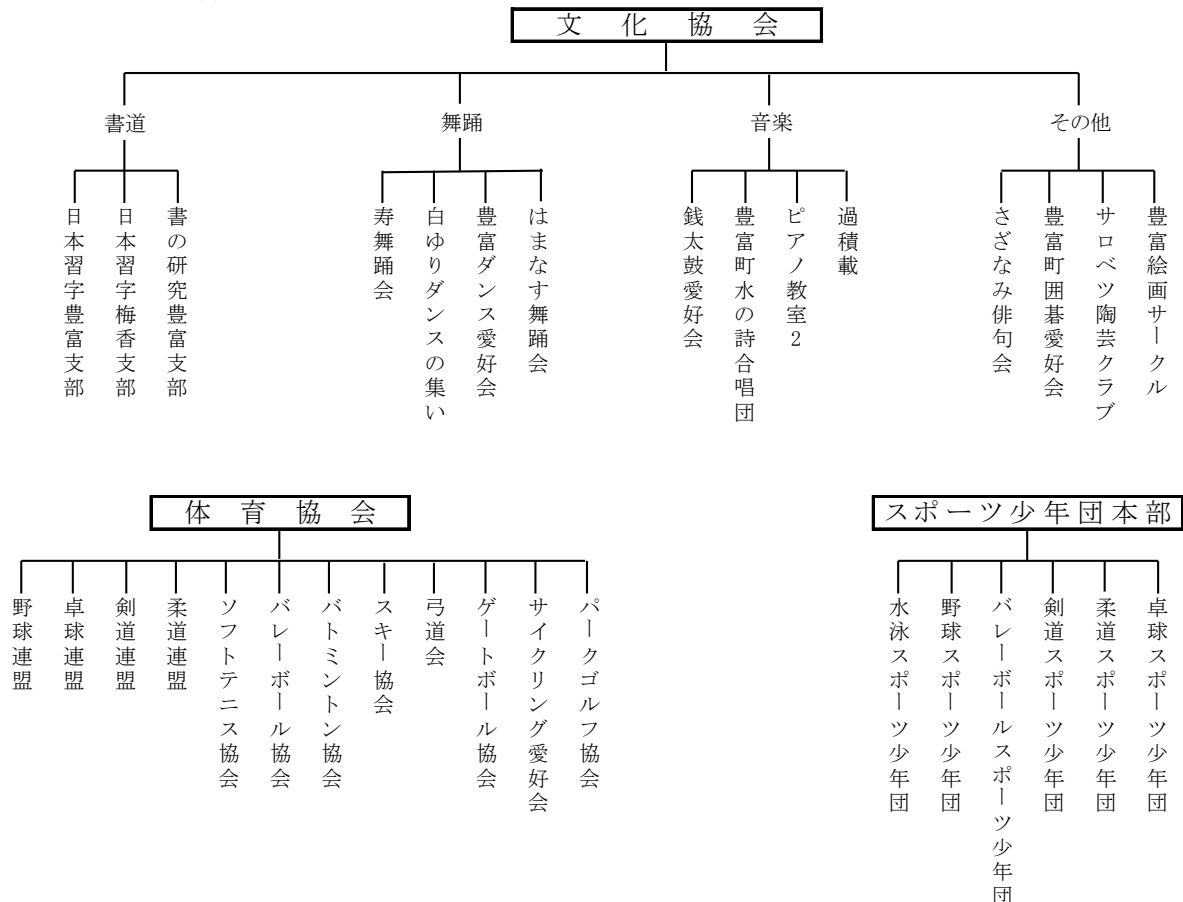 文化協会
書道
舞踊
音楽
その他
日本習字豊富支部
日本習字梅香支部
書の研究豊富支部
寿舞踊会
白ゆりダンスの集い
豊富ダンス愛好会
はまなす舞踊会
銭太鼓愛好会
豊富町水の詩合唱団
ピアノ教室2
過積載
さざなみ俳句会
豊富町囲碁愛好会
サロベツ陶芸クラブ
豊富絵画サークル
体育協会
野球連盟
卓球連盟
剣道連盟
柔道連盟
ソフトテニス協会
バレーボール協会
バトミントン協会
スキー協会
弓道会
ゲートボール協会
サイクリング愛好会
パークゴルフ協会
スポーツ少年団本部
水泳スポーツ少年団
野球スポーツ少年団
バレーボールスポーツ少年団
剣道スポーツ少年団
柔道スポーツ少年団
卓球スポーツ少年団